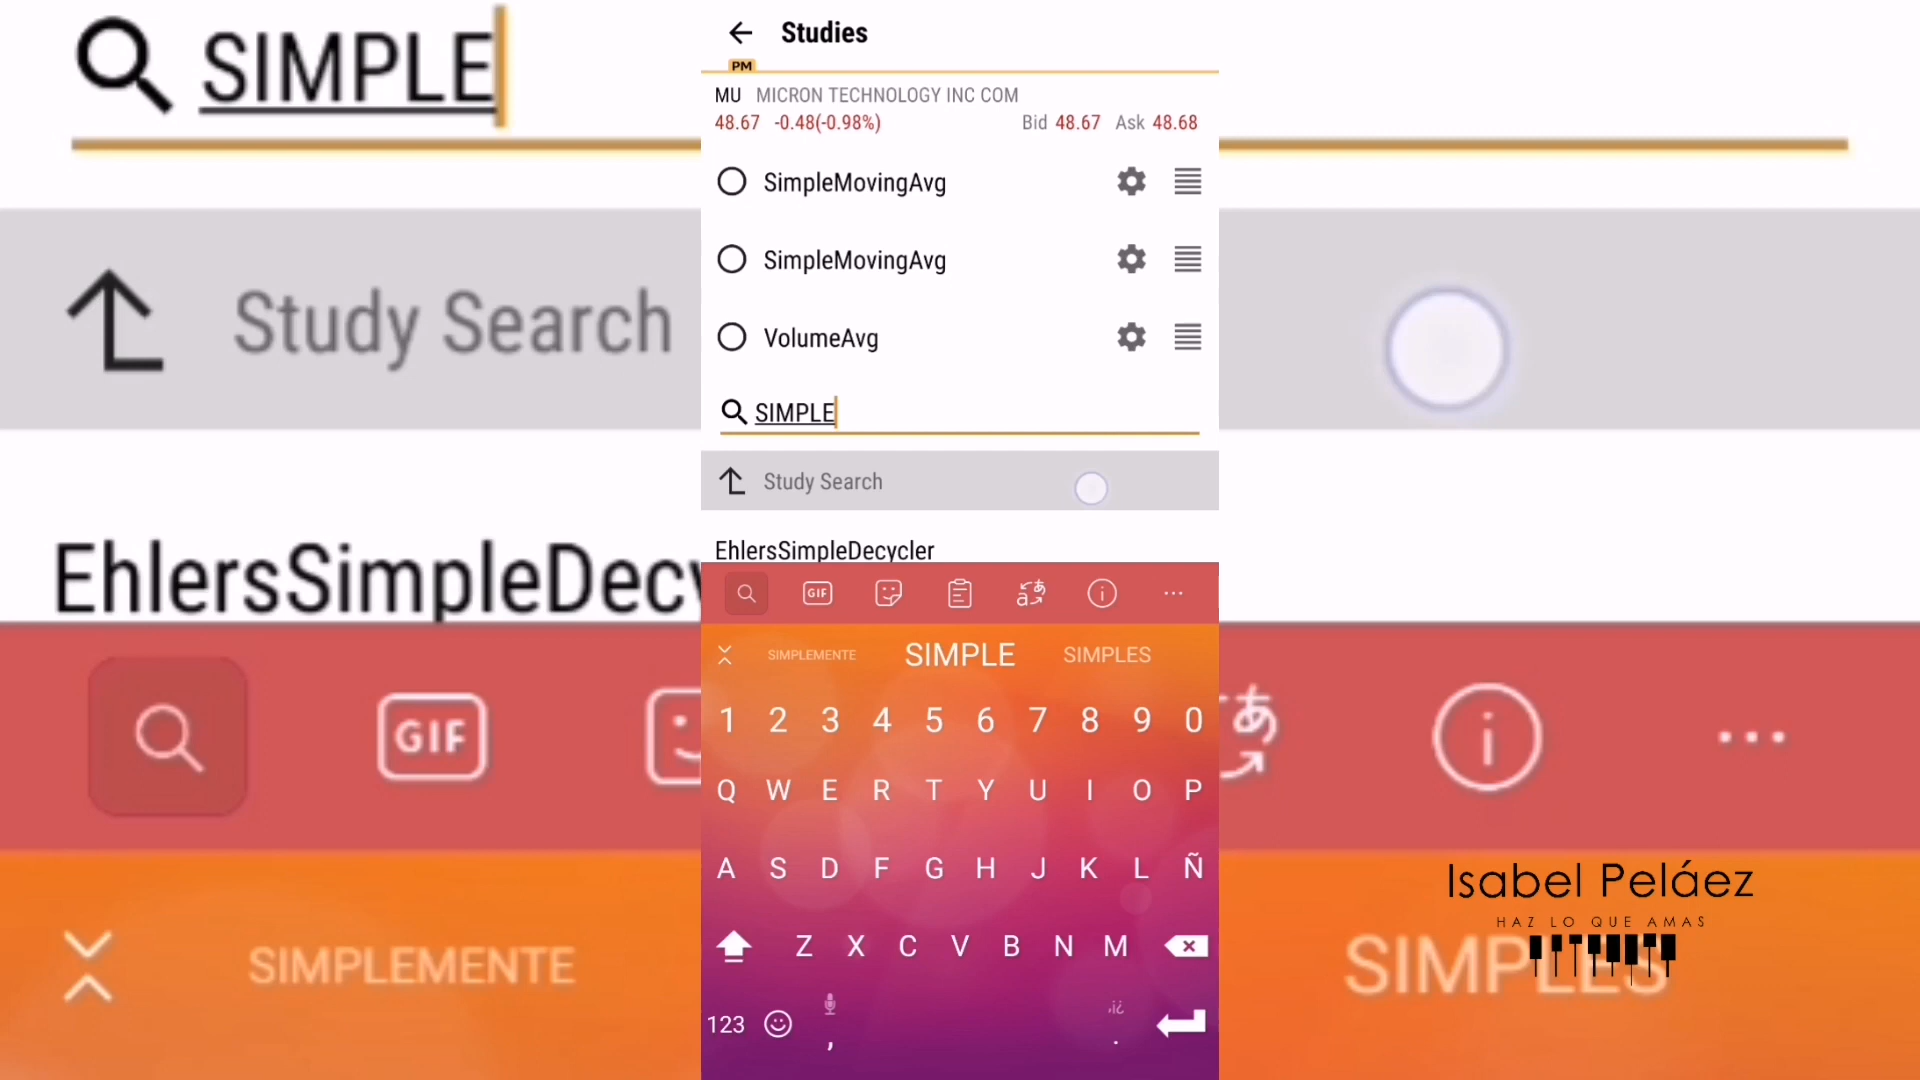 SIMPLE
Study Search
EhlersSimpleDecy
GIF
SIMPLEMENTE
Studies
PM
MU MICRON TECHNOLOGY INC COM
48.67 -0.48(-0.98%) Bid 48.67 Ask 48.68
SimpleMovingAvg
SimpleMovingAvg
VolumeAvg
SIMPLE
Study Search
EhlersSimpleDecycler
GIF
SIMPLEMENTE SIMPLE SIMPLES
1 2 3 4 5 6 7 8 9 0
Q W E R T Y U I O P
A S D F G H J K L Ñ
Z X C V B N M
123 , .
Isabel Peláez
HAZ LO QUE AMAS
SIMPLES